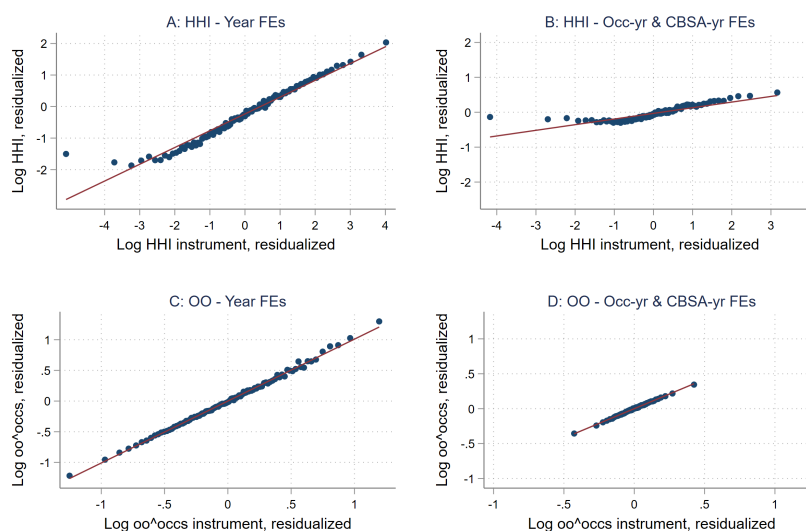 A: HHI - Year FEs
Log HHI, residualized
2
1
0
-1
-2
-4 -3 -2 -1 0 1 2 3 4
Log HHI instrument, residualized
B: HHI - Occ-yr & CBSA-yr FEs
Log HHI, residualized
2
1
0
-1
-2
-4 -3 -2 -1 0 1 2 3
Log HHI instrument, residualized
C: OO - Year FEs
Log oo^occs, residualized
1
.5
0
-.5
-1
-1 -.5 0 .5 1
Log oo^occs instrument, residualized
D: OO - Occ-yr & CBSA-yr FEs
Log oo^occs, residualized
1
.5
0
-.5
-1
-1 -.5 0 .5 1
Log oo^occs instrument, residualized